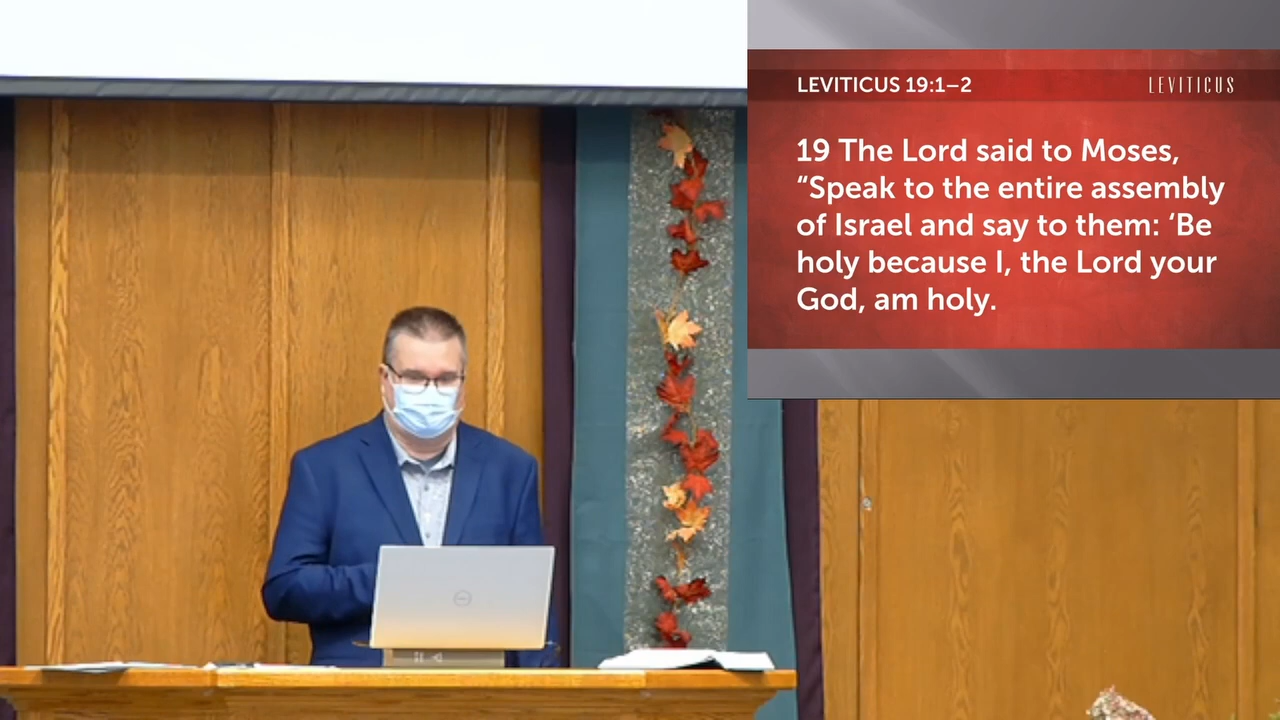 LEVITICUS 19:1–2
LEVITICUS
19 The Lord said to Moses,
“Speak to the entire assembly
of Israel and say to them: ‘Be
holy because I, the Lord your
God, am holy.